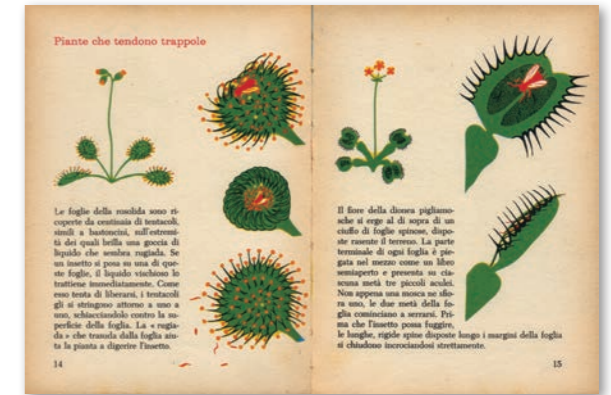 Piante che tendono trappole
Le foglie della rosolida sono ri-
coperte da centinaia di tentacoli,
simili a bastoncini, sull'estremi-
tà dei quali brilla una goccia di
liquido che sembra rugiada. Se
un insetto si posa su una di que-
ste foglie, il liquido vischioso lo
trattiene immediatamente. Come
esso tenta di liberarsi, i tentacoli
gli si stringono attorno a uno a
uno, schiacciandolo contro la su-
perficie della foglia. La « rugia-
da » che trasuda dalla foglia aiu-
ta la pianta a digerire l'insetto.
14
Il fiore della dionea pigliamo-
sche si erge al di sopra di un
ciuffo di foglie spinose, dispo-
ste rasente il terreno. La parte
terminale di ogni foglia è pie-
gata nel mezzo come un libro
semiaperto e presenta su cia-
scuna metà tre piccoli aculei.
Non appena una mosca ne sfio-
ra uno, le due metà della fo-
glia cominciano a serrarsi. Pri-
ma che l'insetto possa fuggire,
le lunghe, rigide spine disposte lungo i margini della foglia
si chiudono incrociandosi strettamente.
15